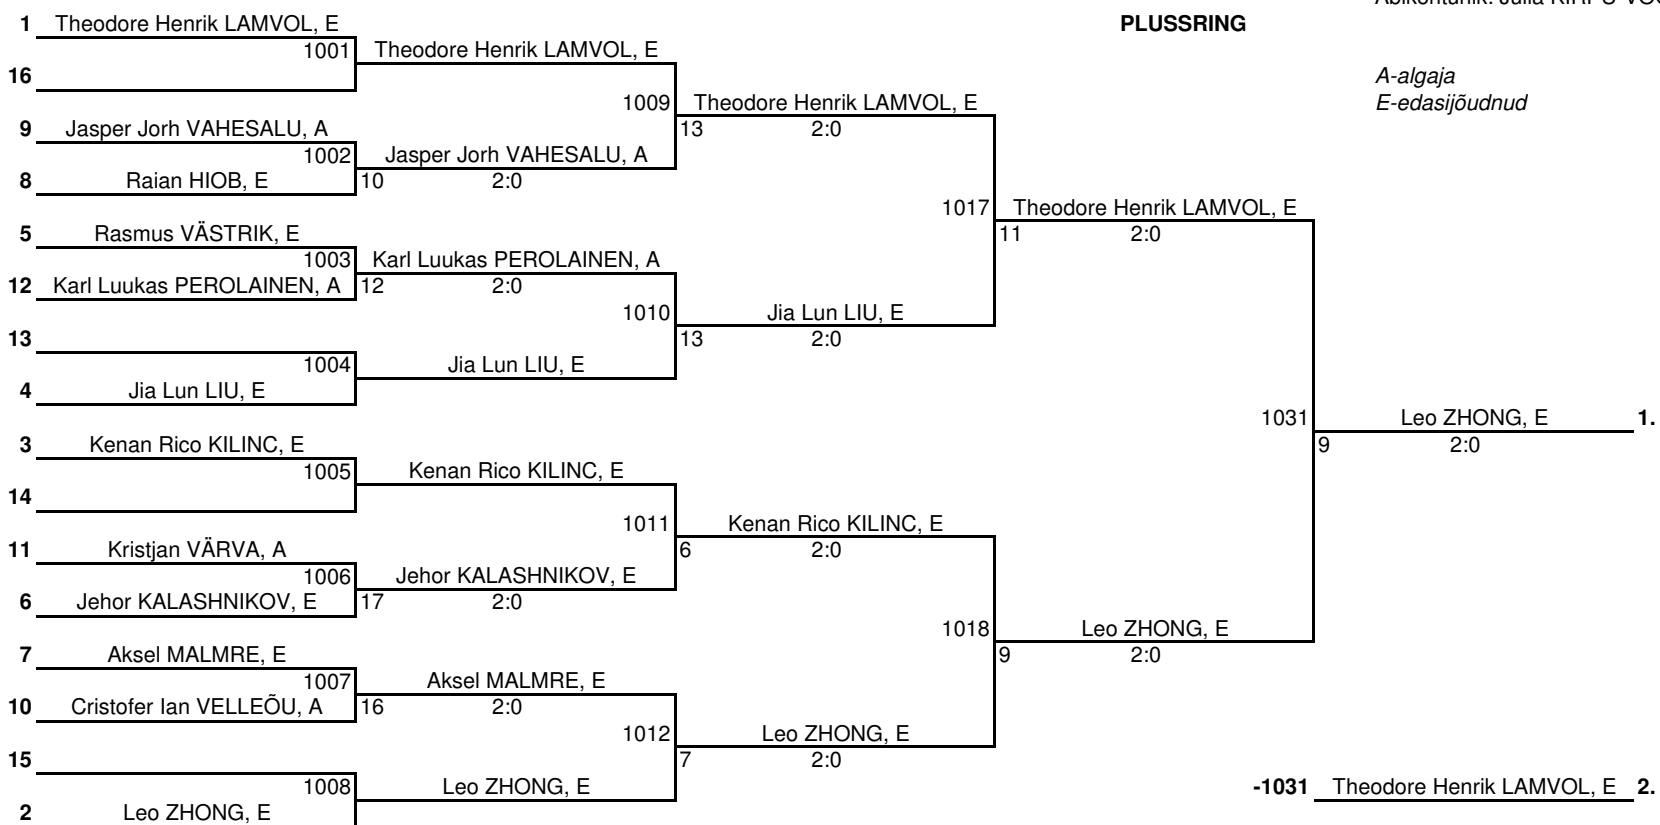 Abikohtunik: Julia KIRPU
1 Theodore Henrik LAMVOL, E
PLUSSRING
1001 Theodore Henrik LAMVOL, E
16
A-algaja
1009 Theodore Henrik LAMVOL, E
E-edasijõudnud
9 Jasper Jorh VAHESALU, A
13 2:0
1002 Jasper Jorh VAHESALU, A
8 Raian HIOB, E
10 2:0
1017 Theodore Henrik LAMVOL, E
5 Rasmus VÄSTRIK, E
11 2:0
1003 Karl Luukas PEROLAINEN, A
12 Karl Luukas PEROLAINEN, A
12 2:0
1010 Jia Lun LIU, E
13
13 2:0
1004 Jia Lun LIU, E
4 Jia Lun LIU, E
1031 Leo ZHONG, E 1.
3 Kenan Rico KILINC, E
9 2:0
1005 Kenan Rico KILINC, E
14
1011 Kenan Rico KILINC, E
11 Kristjan VÄRVA, A
6 2:0
1006 Jehor KALASHNIKOV, E
6 Jehor KALASHNIKOV, E
17 2:0
1018 Leo ZHONG, E
7 Aksel MALMRE, E
9 2:0
1007 Aksel MALMRE, E
10 Cristofer Ian VELLEÕU, A
16 2:0
1012 Leo ZHONG, E
15
7 2:0
1008 Leo ZHONG, E
-1031 Theodore Henrik LAMVOL, E 2.
2 Leo ZHONG, E